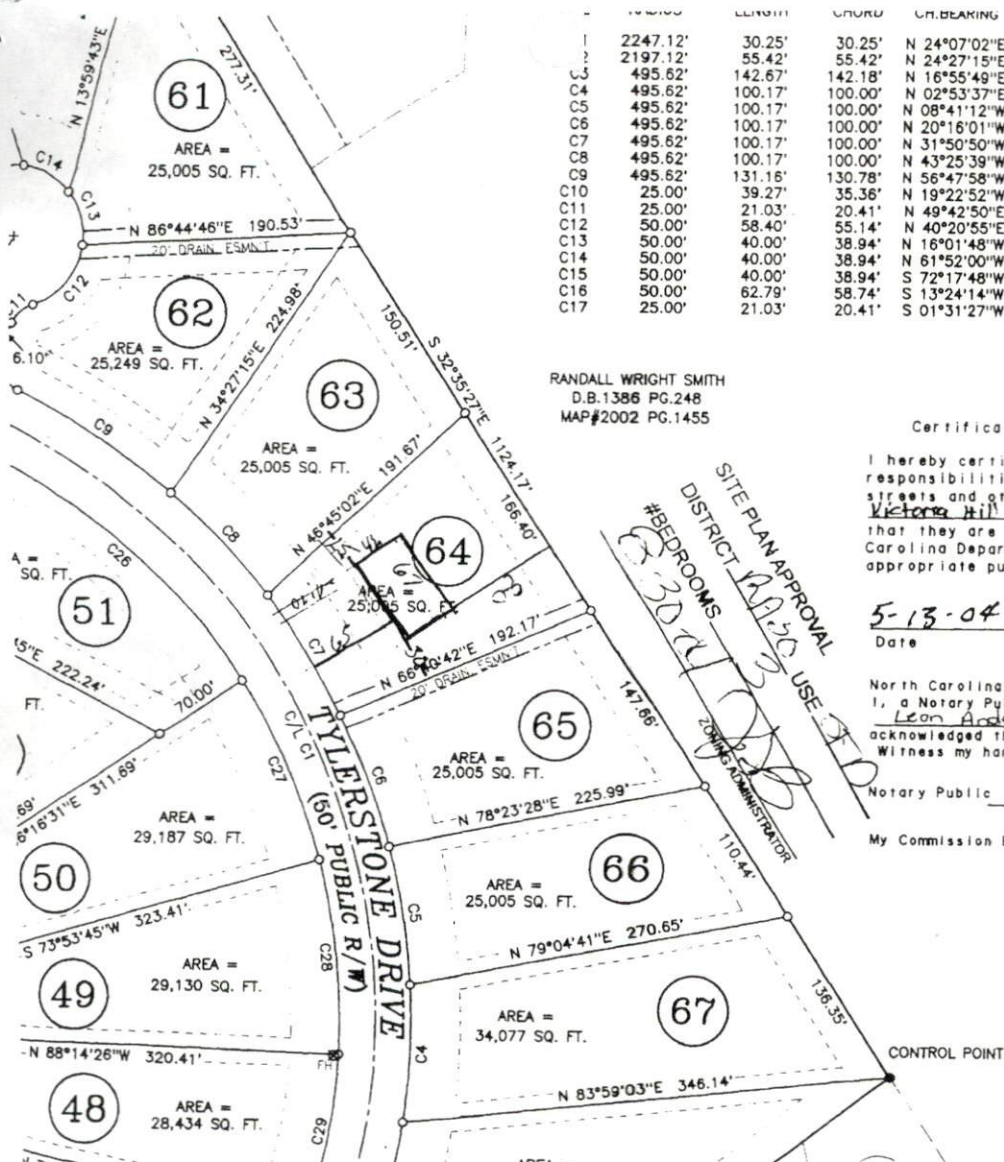 LENGTH CHORD CH.BEARING
2247.12' 30.25' 30.25' N 24°07'02"E
2197.12' 55.42' 55.42' N 24°27'15"E
C3 495.62' 142.67' 142.18' N 16°55'49"E
C4 495.62' 100.17' 100.00' N 02°53'37"E
C5 495.62' 100.17' 100.00' N 08°41'12"W
C6 495.62' 100.17' 100.00' N 20°16'01"W
C7 495.62' 100.17' 100.00' N 31°50'50"W
C8 495.62' 100.17' 100.00' N 43°25'39"W
C9 495.62' 131.16' 130.78' N 56°47'58"W
C10 25.00' 39.27' 35.36' N 19°22'52"W
C11 25.00' 21.03' 20.41' N 49°42'50"E
C12 50.00' 58.40' 55.14' N 40°20'55"E
C13 50.00' 40.00' 38.94' N 16°01'48"W
C14 50.00' 40.00' 38.94' N 61°52'00"W
C15 50.00' 40.00' 38.94' S 72°17'48"W
C16 50.00' 62.79' 58.74' S 13°24'14"W
C17 25.00' 21.03' 20.41' S 01°31'27"W
N 13°59'43"E
277.31'
61
AREA =
25,005 SQ. FT.
C14
C13
N 86°44'46"E 190.53'
20' DRAIN. ESMN'T.
C12
62
AREA =
25,249 SQ. FT.
6.10'
N 34°27'15"E 224.98'
150.51'
S 32°35'27"E 1124.17'
63
AREA =
25,005 SQ. FT.
C9
C8
N 46°45'02"E 191.67'
166.40'
RANDALL WRIGHT SMITH
D.B.1386 PG.248
MAP#2002 PG.1455
64
AREA =
25,005 SQ. FT.
C7
65
N 66°40'42"E 192.17'
20' DRAIN. ESMN'T.
SITE PLAN APPROVAL
DISTRICT USE
#BEDROOMS 3
ZONING ADMINISTRATOR
Certifica
I hereby certi
responsibiliti
streets and ot
Victoria Hill
that they are
Carolina Depar
appropriate pu
5-13-04
Date
North Carolina
I, a Notary Pu
Leon
acknowledged th
Witness my han
Notary Public
My Commission
C26
51
SQ. FT.
222.24'
FT.
70.00'
C/L C1
C27
TYLERSTONE DRIVE
(50' PUBLIC R/W)
147.66'
65
AREA =
25,005 SQ. FT.
C6
N 78°23'28"E 225.99'
311.69'
AREA =
29,187 SQ. FT.
50
S 73°53'45"W 323.41'
110.44'
66
AREA =
25,005 SQ. FT.
C5
N 79°04'41"E 270.65'
C28
AREA =
29,130 SQ. FT.
49
67
AREA =
34,077 SQ. FT.
136.35'
C4
N 88°14'26"W 320.41'
FH
CONTROL POINT
N 83°59'03"E 346.14'
48
AREA =
28,434 SQ. FT.
C29